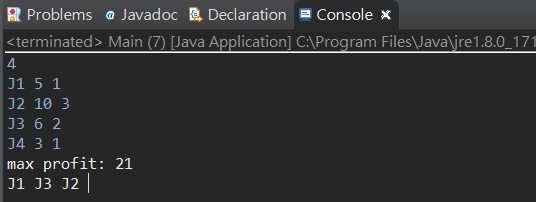 Problems @ Javadoc Declaration Console
<terminated> Main (7) [Java Application] C:\Program Files\Java\jre1.8.0_171
4
J1 5 1
J2 10 3
J3 6 2
J4 3 1
max profit: 21
J1 J3 J2